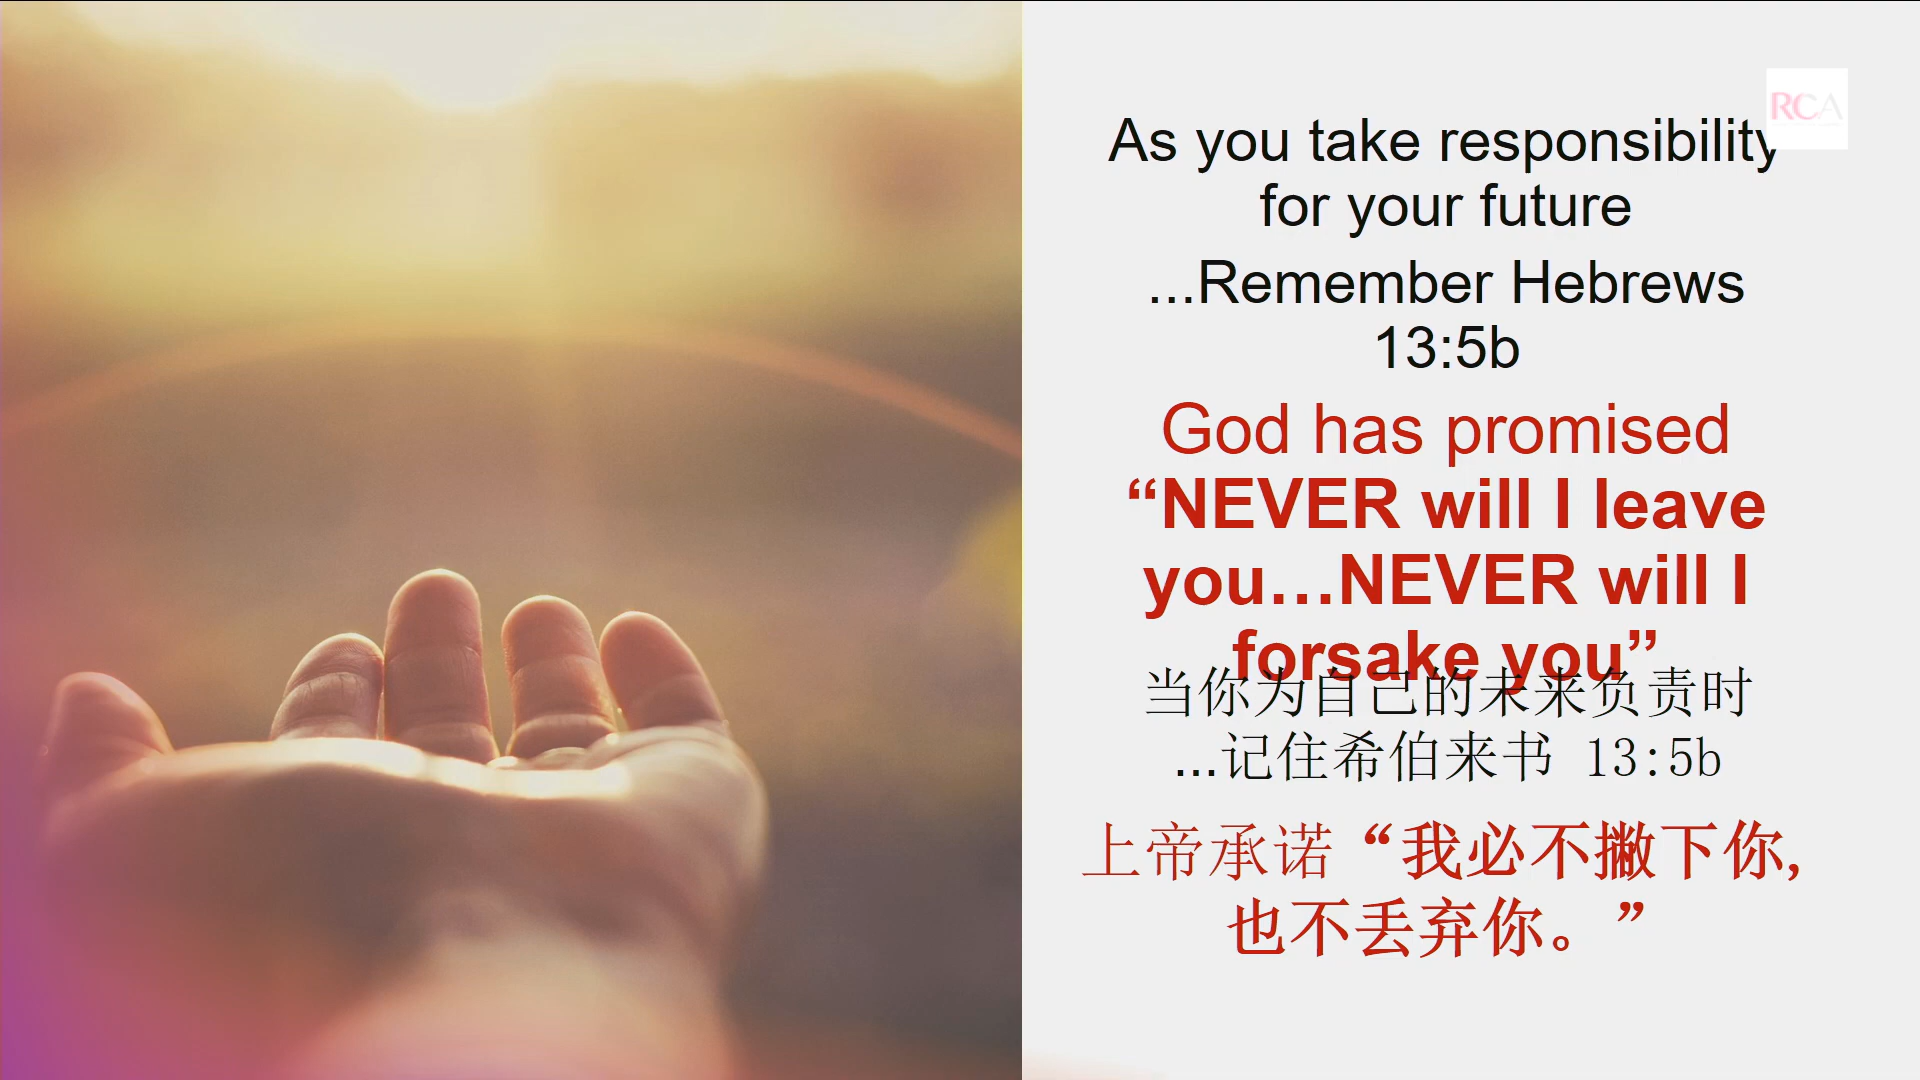 RCA
As you take responsibility
for your future
...Remember Hebrews
13:5b
God has promised
“NEVER will I leave
you…NEVER will I
forsake you”
当你为自己的未来负责时
...记住希伯来书 13:5b
上帝承诺“我必不撇下你,
也不丢弃你。”